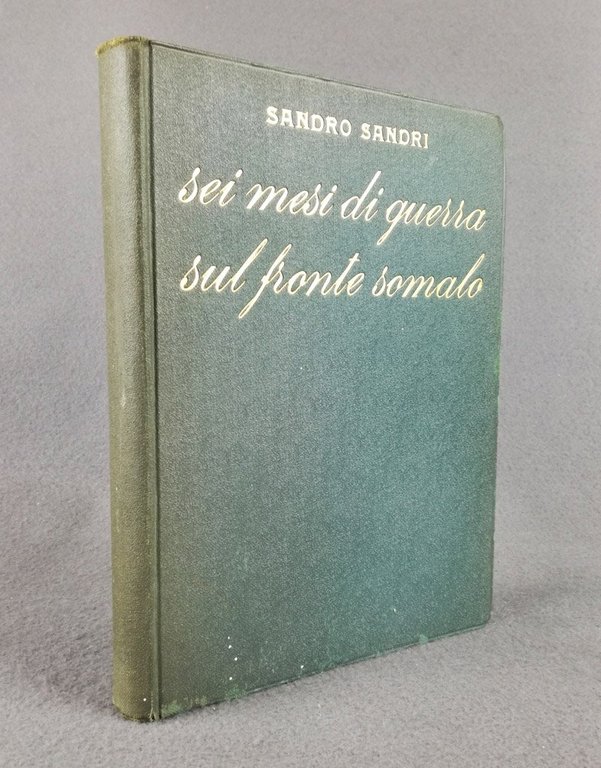 SANDRO SANDRI
sei mesi di guerra
sul fronte somalo